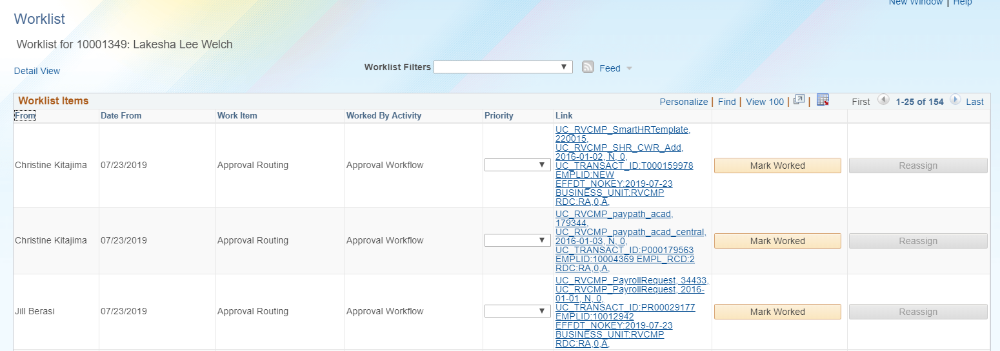 New Window | Help
Worklist
Worklist for 10001349: Lakesha Lee Welch
Detail View
Worklist Filters
Feed
Worklist Items
Personalize | Find | View 100 | |
First 1-25 of 154 Last
From Date From Work Item Worked By Activity Priority Link
Christine Kitajima 07/23/2019 Approval Routing Approval Workflow
UC_RVCMP_SmartHRTemplate,
220015,
UC_RVCMP_SHR_CWR_Add,
2016-01-02, N, 0,
UC_TRANSACT_ID:T000159978
EMPLID:NEW
EFFDT_NOKEY:2019-07-23
BUSINESS_UNIT:RVCMP
RDC:RA,0,A,
Mark Worked Reassign
Christine Kitajima 07/23/2019 Approval Routing Approval Workflow
UC_RVCMP_paypath_acad,
179344,
UC_RVCMP_paypath_acad_central,
2016-01-03, N, 0,
UC_TRANSACT_ID:P000179563
EMPLID:10004369 EMPL_RCD:2
RDC:RA,0,A,
Mark Worked Reassign
Jill Berasi 07/23/2019 Approval Routing Approval Workflow
UC_RVCMP_PayrollRequest, 34433,
UC_RVCMP_PayrollRequest, 2016-
01-01, N, 0,
UC_TRANSACT_ID:PR00029177
EMPLID:10012942
EFFDT_NOKEY:2019-07-23
BUSINESS_UNIT:RVCMP
RDC:RA,0,A,
Mark Worked Reassign